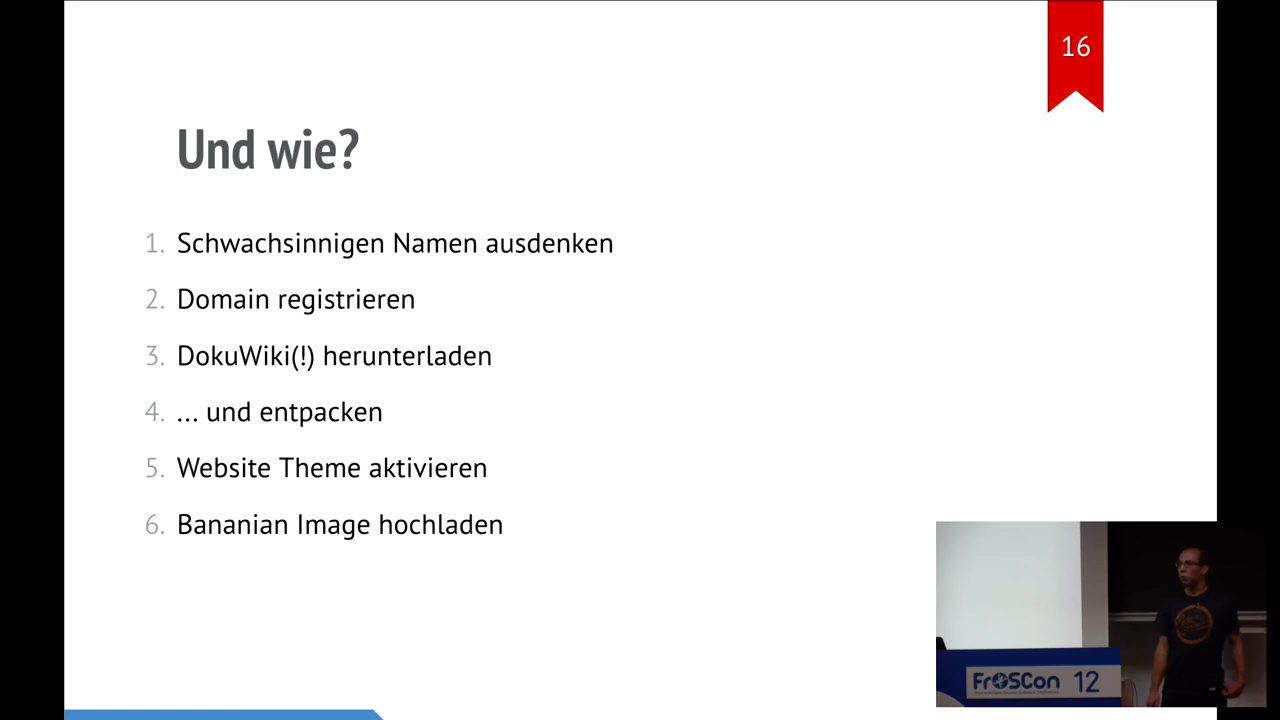 16
Und wie?
1. Schwachsinnigen Namen ausdenken
2. Domain registrieren
3. DokuWiki(!) herunterladen
4. ... und entpacken
5. Website Theme aktivieren
6. Bananian Image hochladen
FrOSCon 12